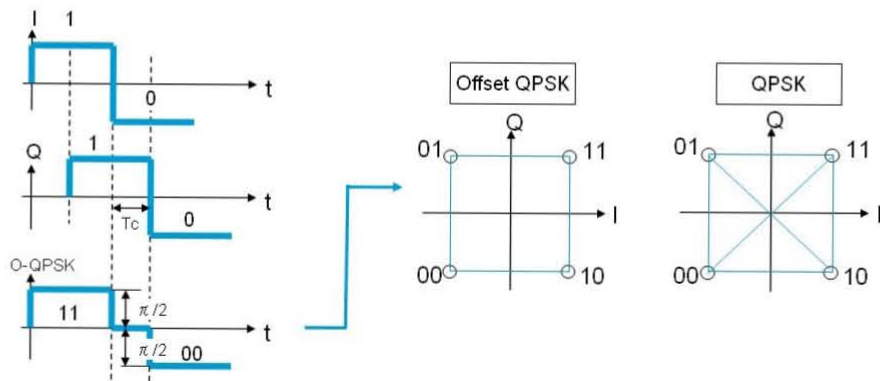 I 1
t
0
Q 1
t
Tc
0
O-QPSK
11
π/2
t
π/2
00
Offset QPSK
Q
01 11
I
00 10
QPSK
Q
01 11
I
00 10